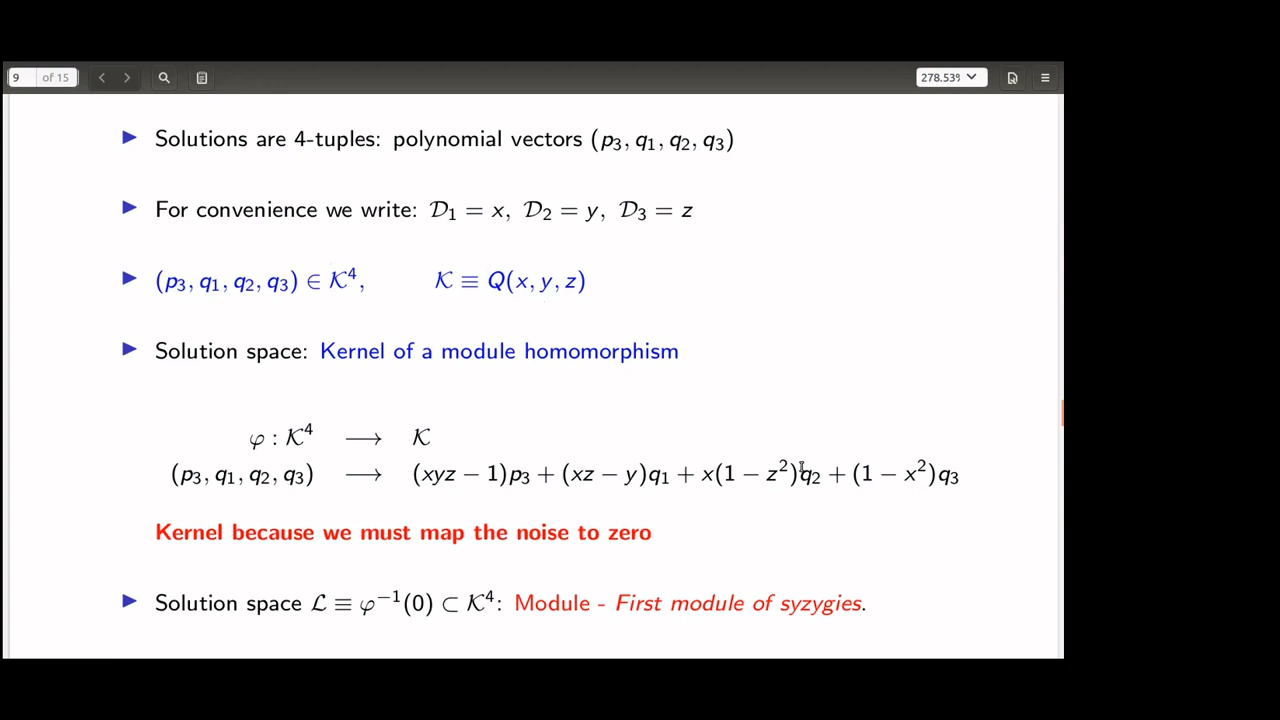 9 of 15 278.53%
▶ Solutions are 4-tuples: polynomial vectors (p₃, q₁, q₂, q₃)
▶ For convenience we write: 𝒟₁ = x, 𝒟₂ = y, 𝒟₃ = z
▶ (p₃, q₁, q₂, q₃) ∈ 𝒦⁴, 𝒦 ≡ Q(x, y, z)
▶ Solution space: Kernel of a module homomorphism
φ : 𝒦⁴ ⟶ 𝒦
(p₃, q₁, q₂, q₃) ⟶ (xyz − 1)p₃ + (xz − y)q₁ + x(1 − z²)q₂ + (1 − x²)q₃
Kernel because we must map the noise to zero
▶ Solution space ℒ ≡ φ⁻¹(0) ⊂ 𝒦⁴: Module - First module of syzygies.